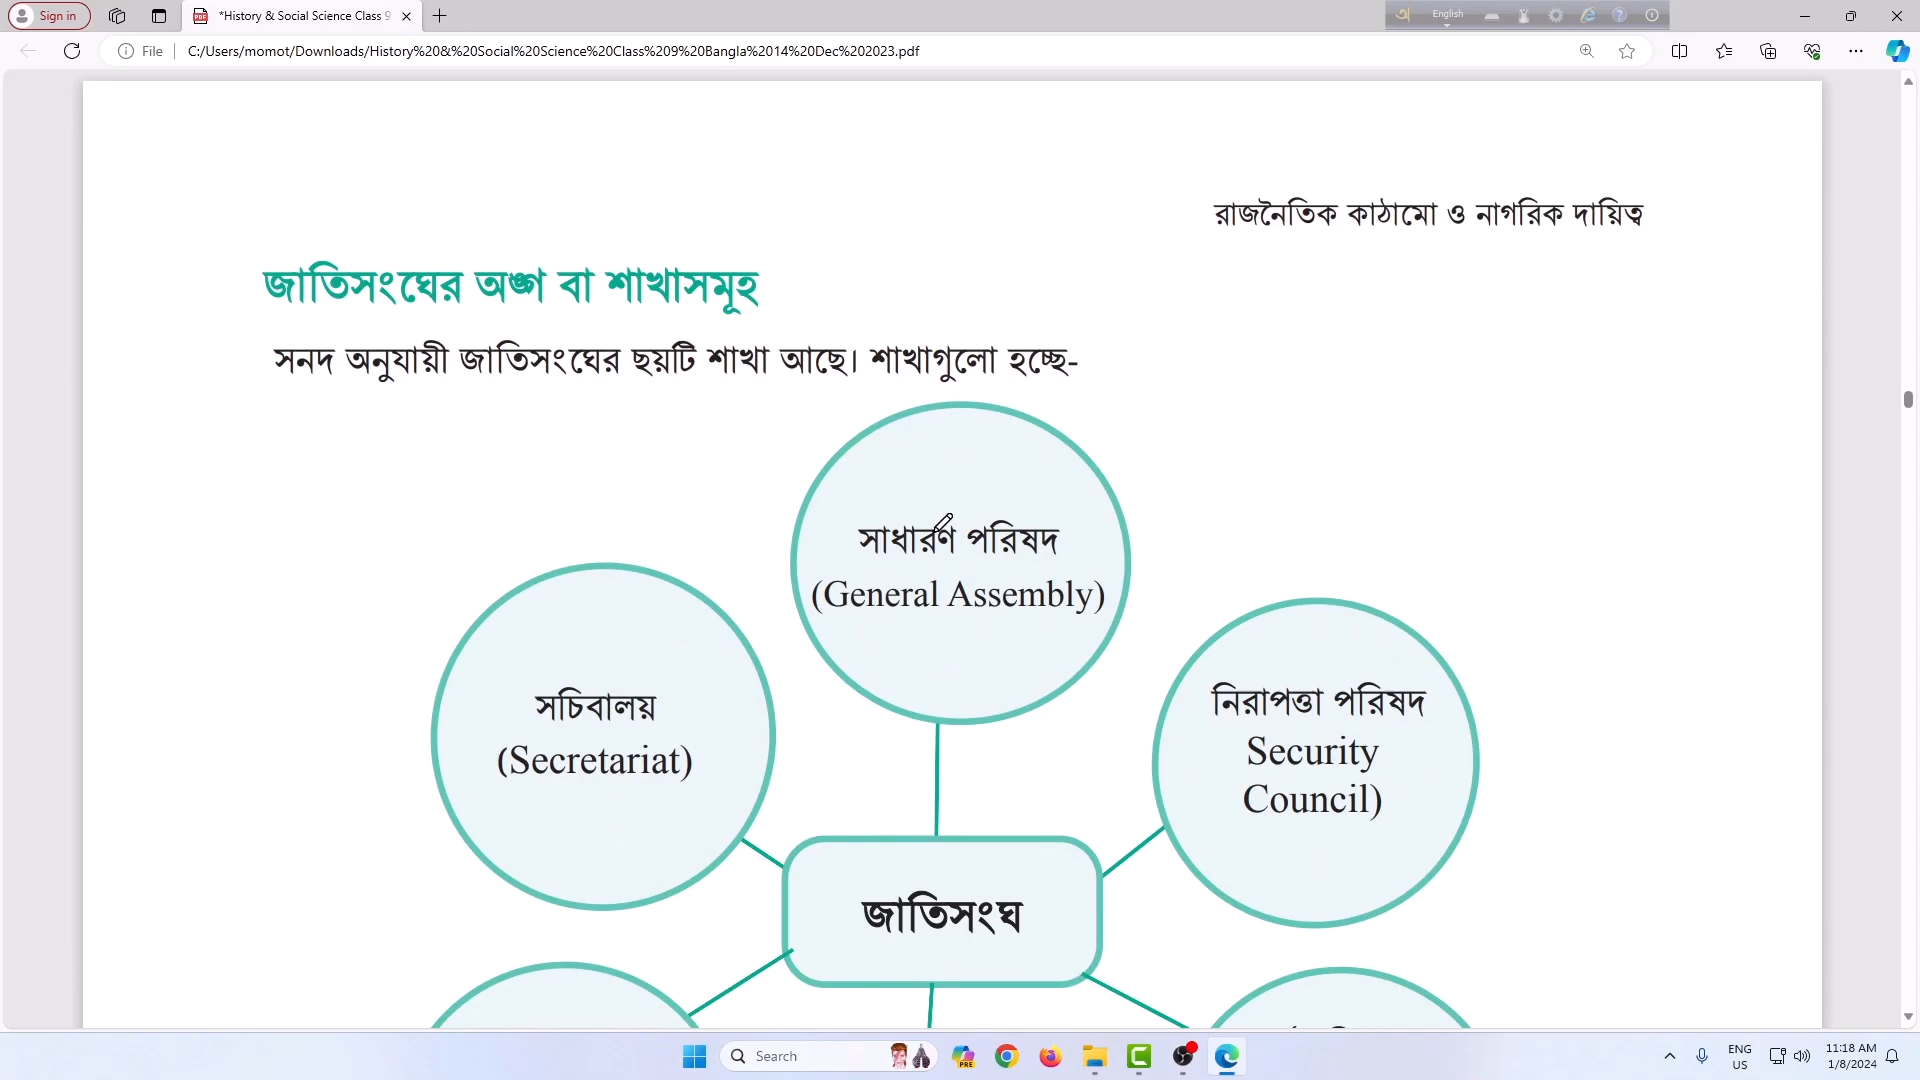 Sign in
*History & Social Science Class 9
English
File
C:/Users/momot/Downloads/History%20&%20Social%20Science%20Class%209%20Bangla%2014%20Dec%202023.pdf
রাজনৈতিক কাঠামো ও নাগরিক দায়িত্ব
জাতিসংঘের অঙ্গ বা শাখাসমূহ
সনদ অনুযায়ী জাতিসংঘের ছয়টি শাখা আছে। শাখাগুলো হচ্ছে-
সাধারণ পরিষদ
(General Assembly)
সচিবালয়
(Secretariat)
নিরাপত্তা পরিষদ
Security
Council)
জাতিসংঘ
Search
PRE
ENG
US
11:18 AM
1/8/2024